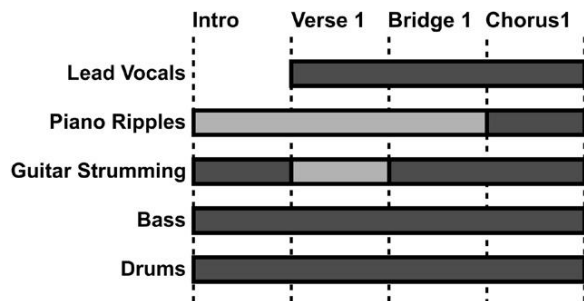 Intro Verse 1 Bridge 1 Chorus1
Lead Vocals
Piano Ripples
Guitar Strumming
Bass
Drums